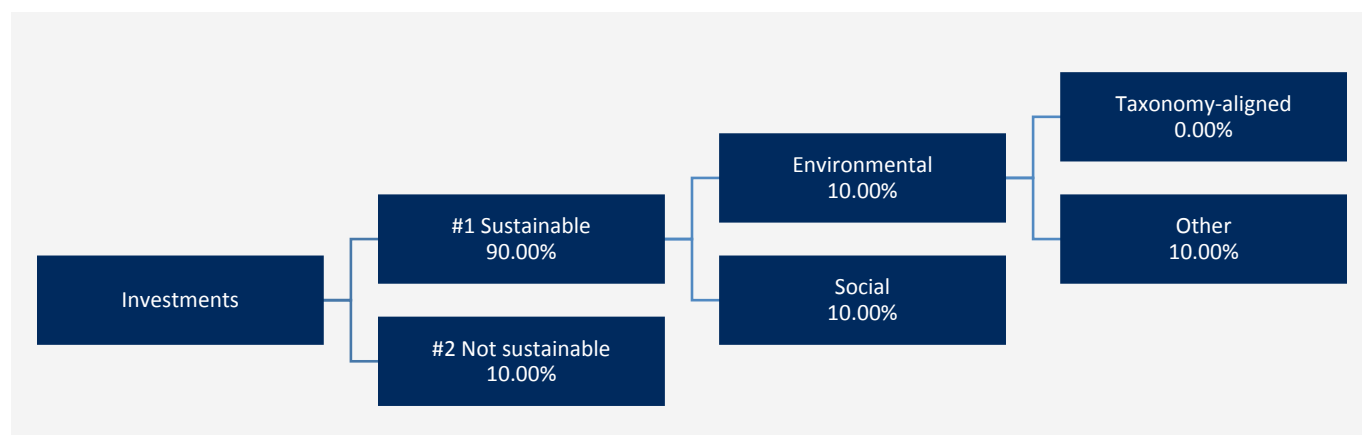 Investments
#1 Sustainable
90.00%
#2 Not sustainable
10.00%
Environmental
10.00%
Social
10.00%
Taxonomy-aligned
0.00%
Other
10.00%